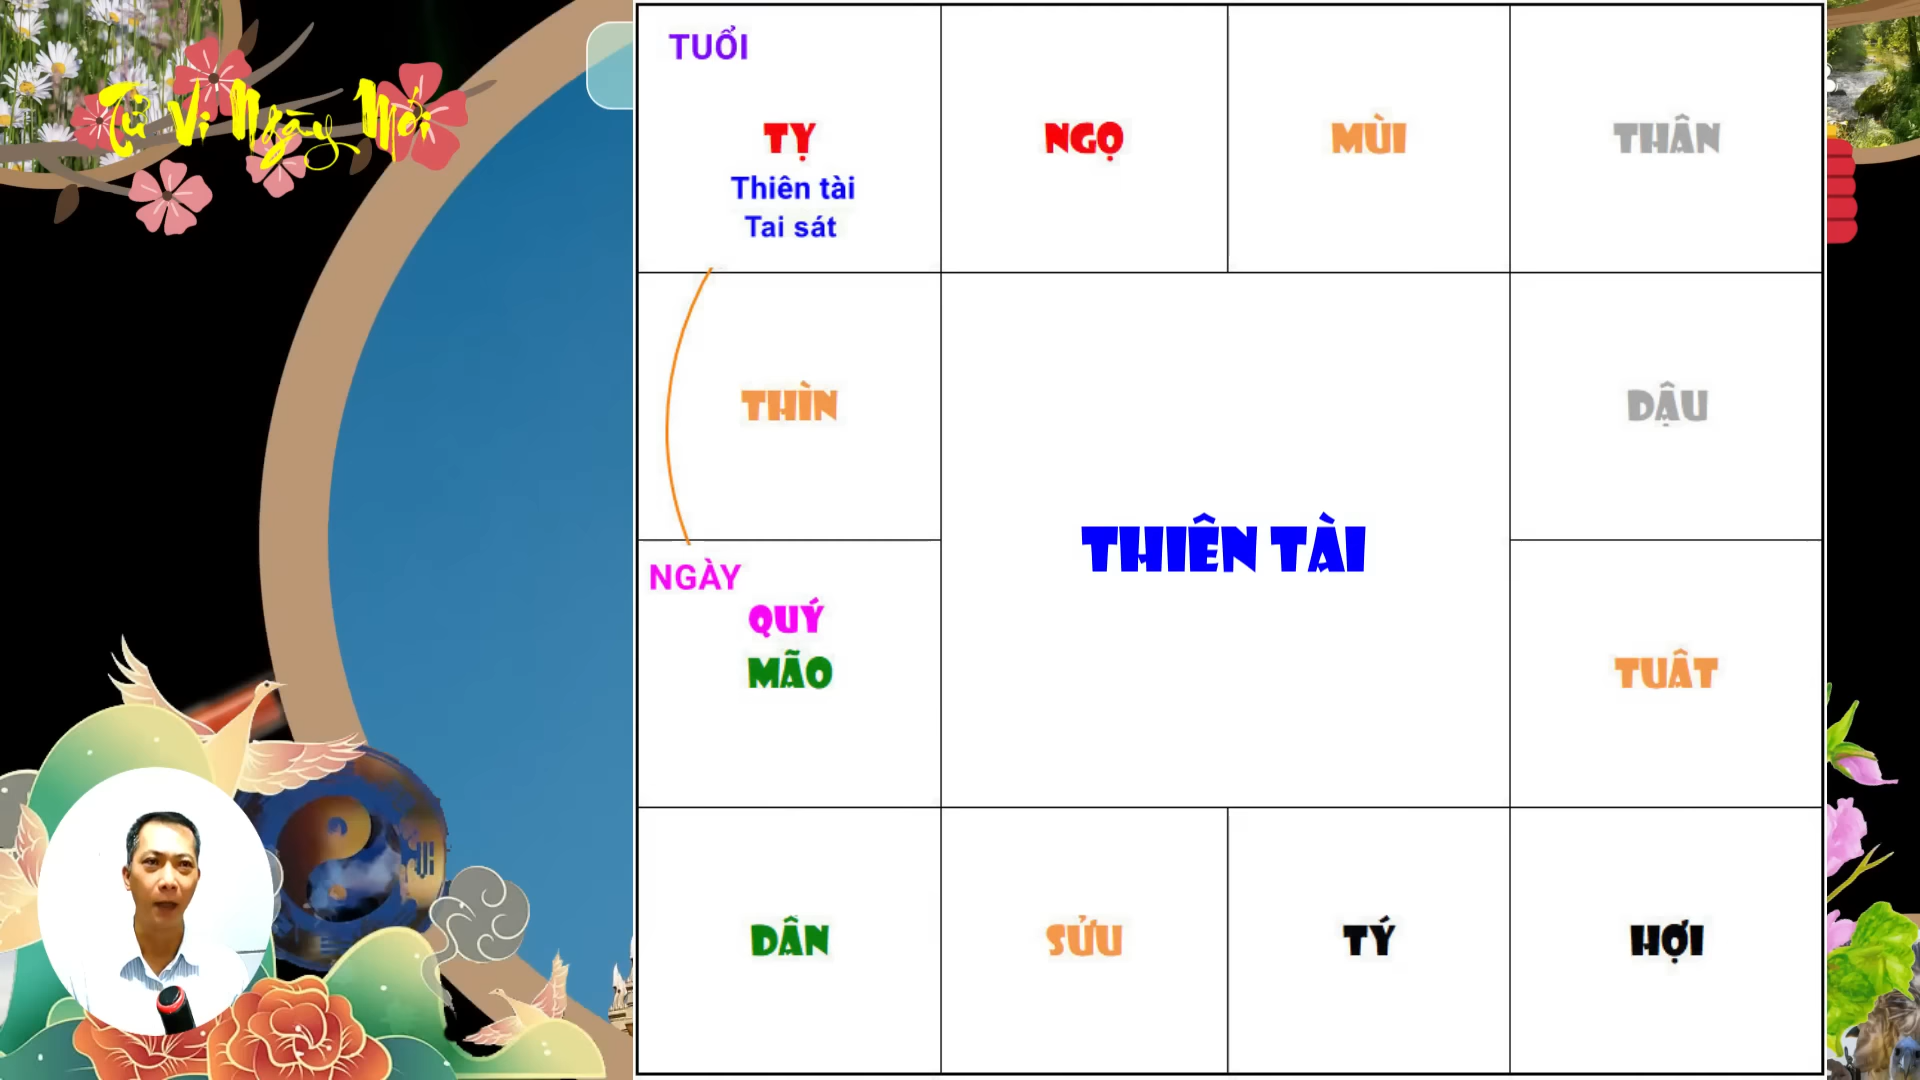 Tử Vi Ngày Mới
TUỔI
TỴ
Thiên tài
Tai sát
NGỌ
MÙI
THÂN
THÌN
DẬU
THIÊN TÀI
NGÀY
QUÝ
MÃO
TUẤT
DẦN
SỬU
TÝ
HỢI